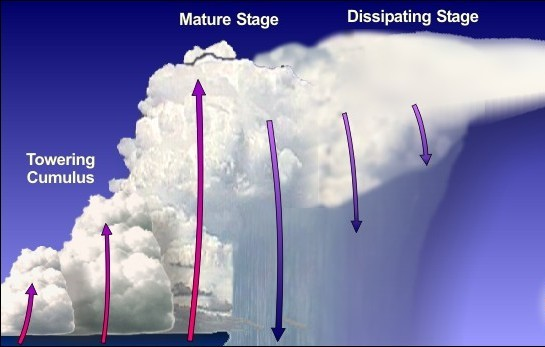 Mature Stage
Dissipating Stage
Towering
Cumulus